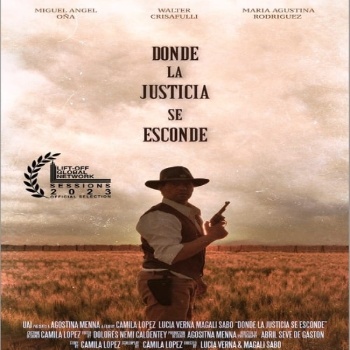 MIGUEL ANGEL
OÑA
WALTER
CRISAFULLI
MARIA AGUSTINA
RODRIGUEZ
DONDE
LA
JUSTICIA
SE
ESCONDE
LIFT-OFF
GLOBAL
NETWORK
SESSIONS
2023
OFFICIAL SELECTION
AGOSTINA MENNA CAMILA LOPEZ, LUCIA VERNA MAGALI SABO "DONDE LA JUSTICIA SE ESCONDE"
CAMILA LOPEZ DOLORES NEMI CALDENTEY AGOSITNA MENNA ABRIL SEVE DE GASTON
CAMILA LOPEZ CAMILA LOPEZ LUCIA VERNA & MAGALI SABO